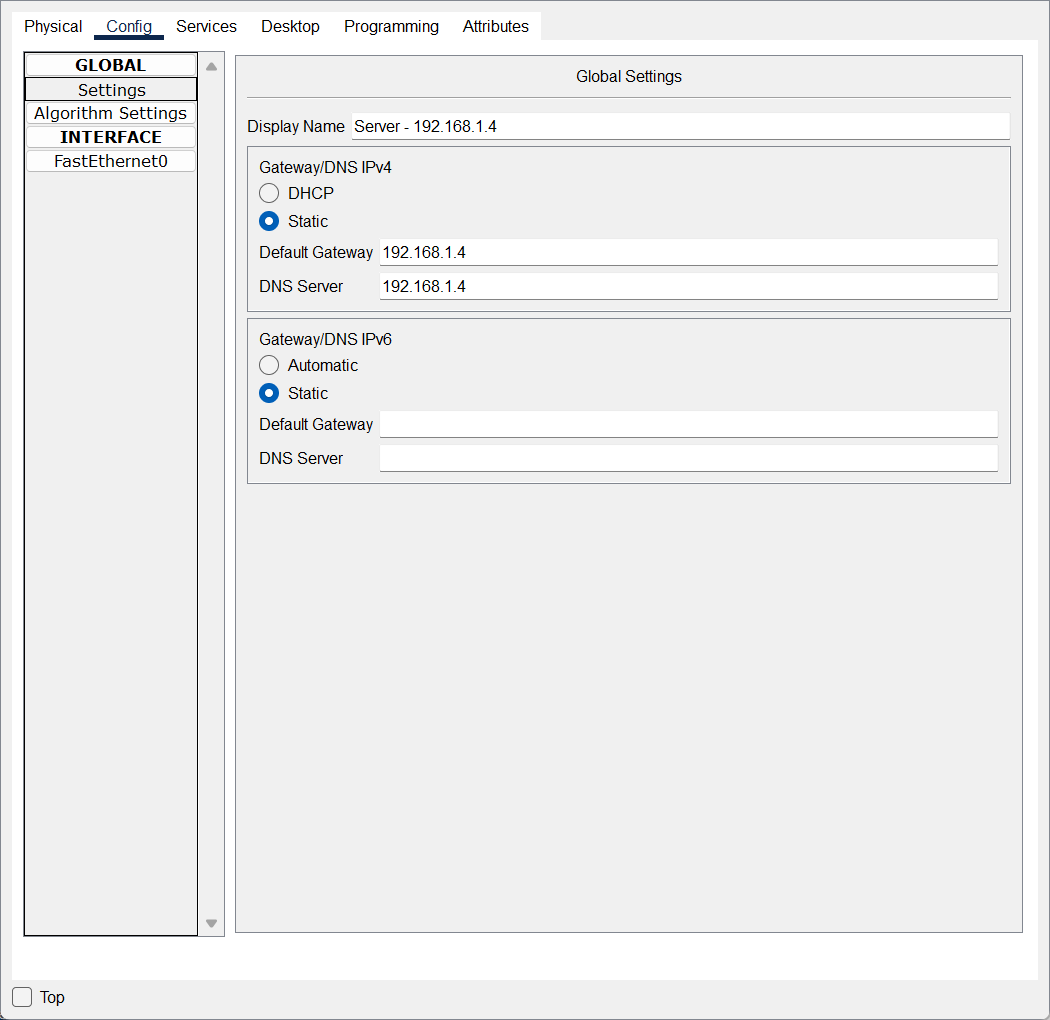 Physical Config Services Desktop Programming Attributes
GLOBAL
Settings
Algorithm Settings
INTERFACE
FastEthernet0
Global Settings
Display Name Server - 192.168.1.4
Gateway/DNS IPv4
DHCP
Static
Default Gateway 192.168.1.4
DNS Server 192.168.1.4
Gateway/DNS IPv6
Automatic
Static
Default Gateway
DNS Server
Top